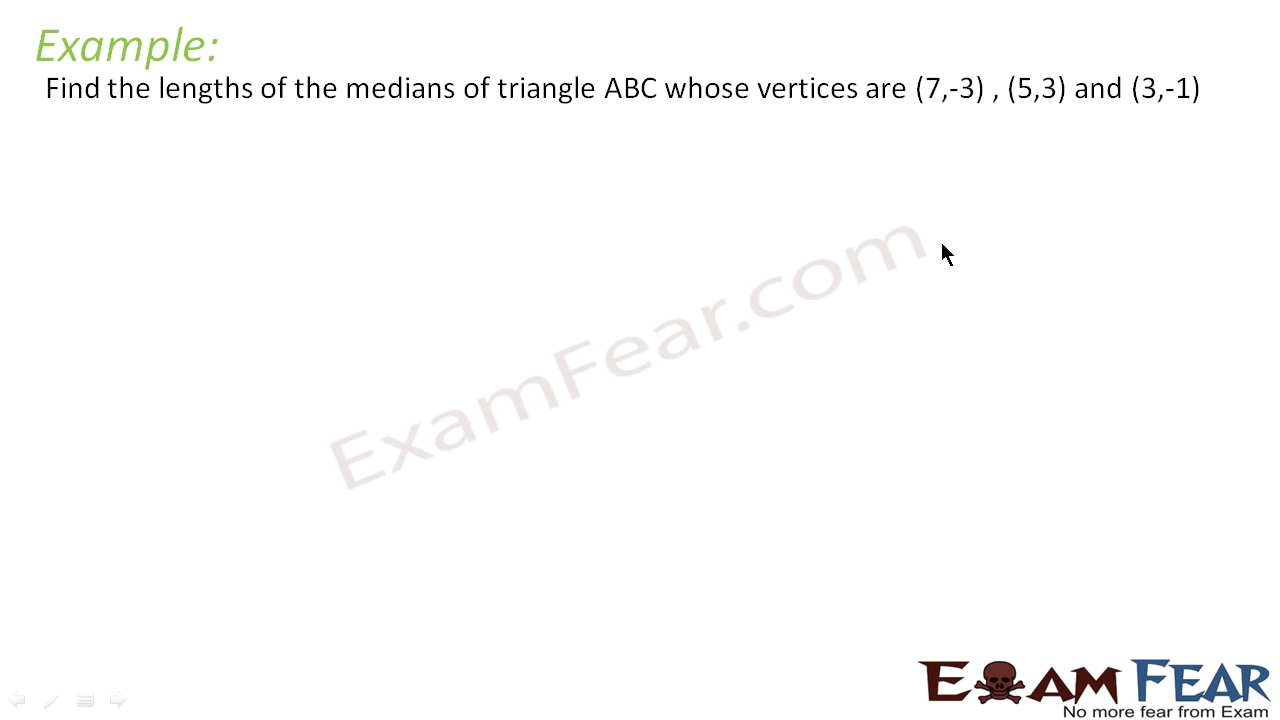 Example:
Find the lengths of the medians of triangle ABC whose vertices are (7,-3) , (5,3) and (3,-1)
ExamFear.com
EXAM FEAR
No more fear from Exam